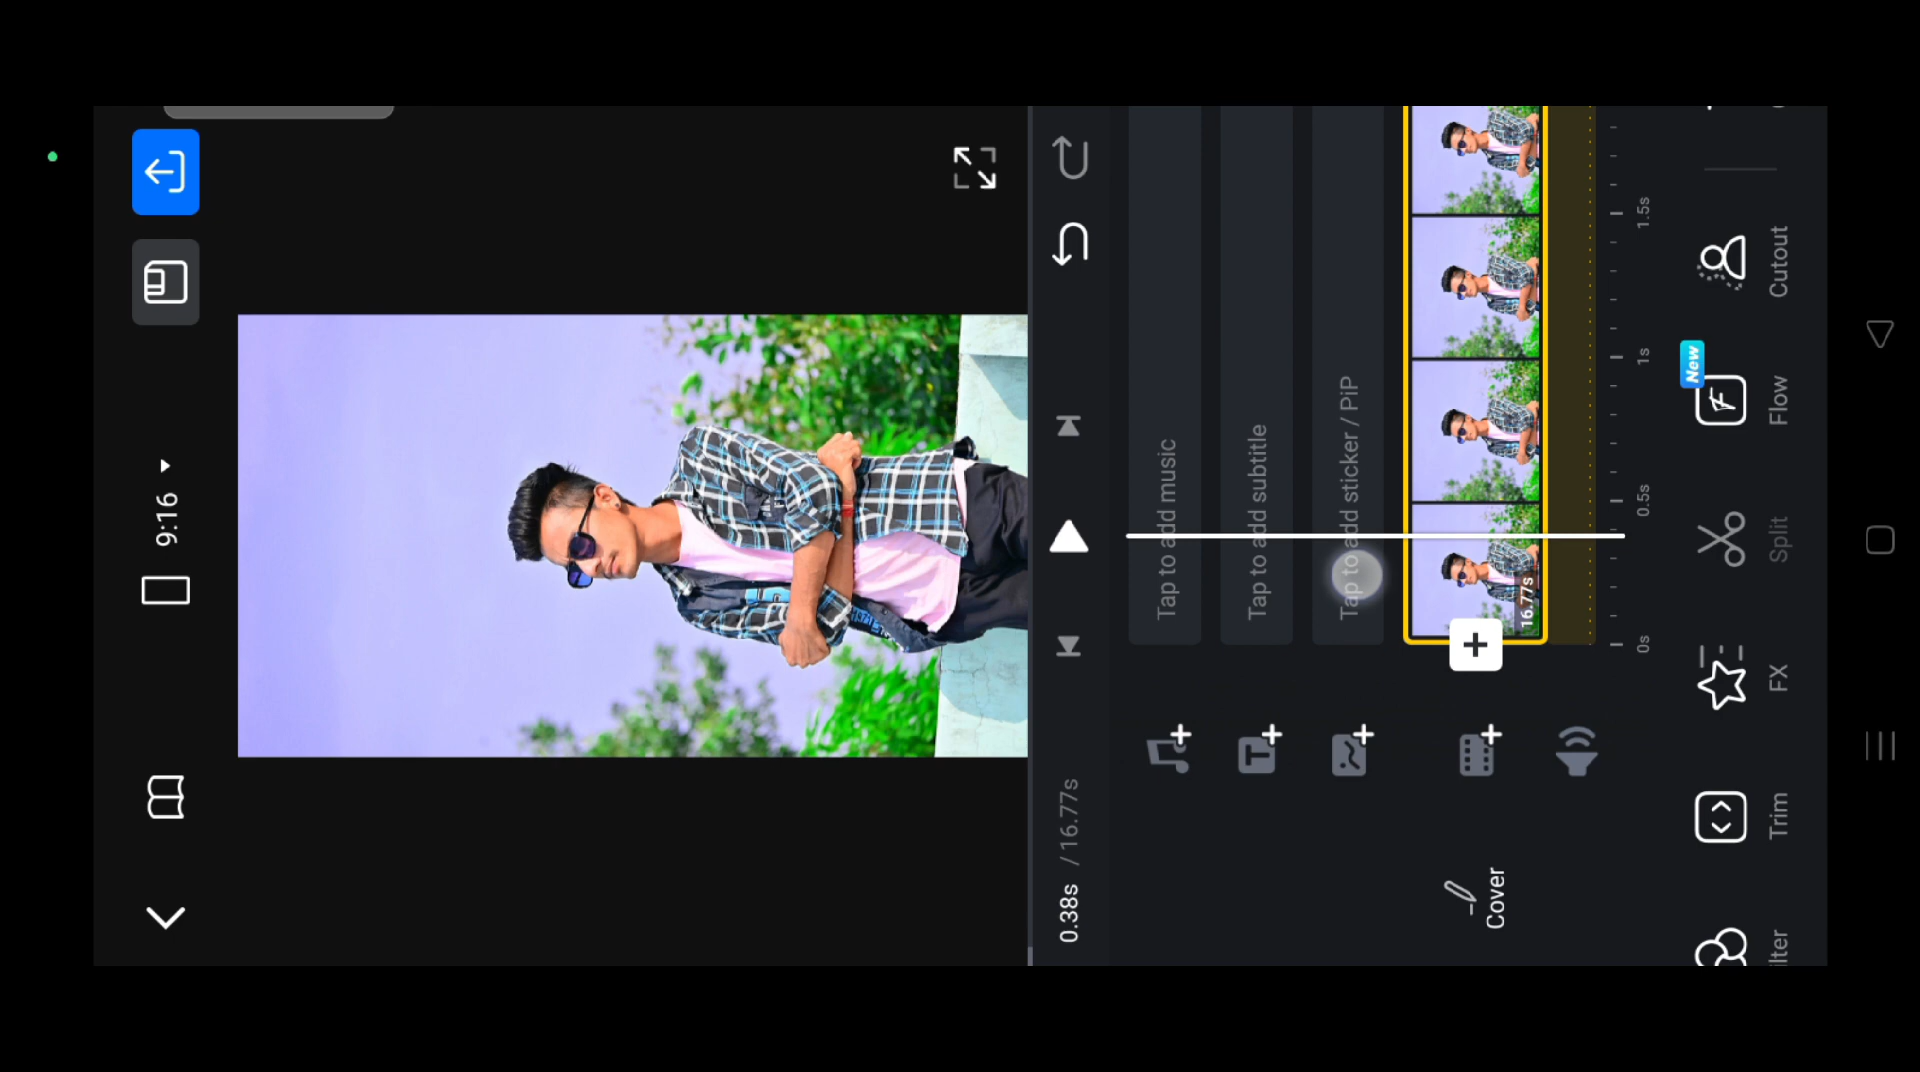 9:16
0.38s / 16.77s
Tap to add music
Tap to add subtitle
Tap to add sticker / PiP
Cover
16.77s
0s
0.5s
1s
1.5s
Trim
FX
Split
New
Flow
Cutout